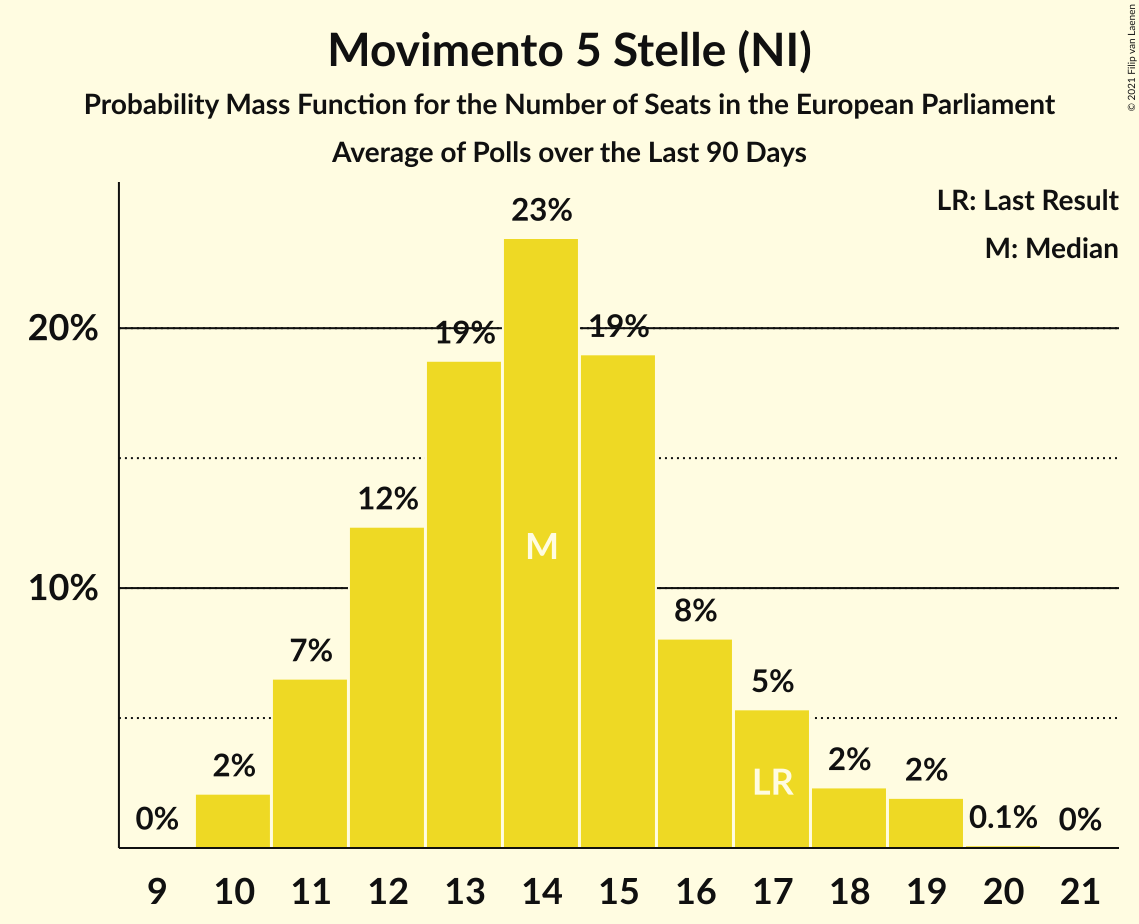 Movimento 5 Stelle (NI)
Probability Mass Function for the Number of Seats in the European Parliament
Average of Polls over the Last 90 Days
© 2021 Filip van Laenen
LR: Last Result
M: Median
20%
10%
0%
2%
7%
12%
19%
23%
19%
8%
5%
2%
2%
0.1%
0%
M
LR
9 10 11 12 13 14 15 16 17 18 19 20 21